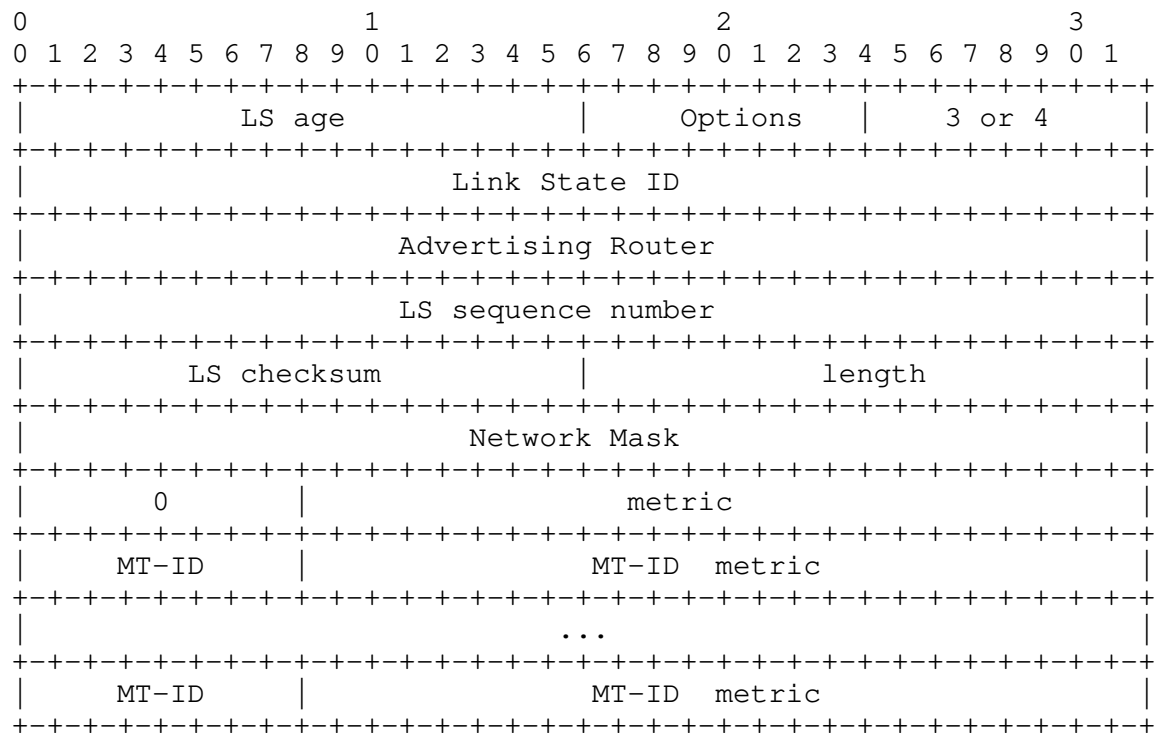 0                   1                   2                   3
0 1 2 3 4 5 6 7 8 9 0 1 2 3 4 5 6 7 8 9 0 1 2 3 4 5 6 7 8 9 0 1
+-+-+-+-+-+-+-+-+-+-+-+-+-+-+-+-+-+-+-+-+-+-+-+-+-+-+-+-+-+-+-+-+
|            LS age             |     Options   |    3 or 4     |
+-+-+-+-+-+-+-+-+-+-+-+-+-+-+-+-+-+-+-+-+-+-+-+-+-+-+-+-+-+-+-+-+
|                        Link State ID                          |
+-+-+-+-+-+-+-+-+-+-+-+-+-+-+-+-+-+-+-+-+-+-+-+-+-+-+-+-+-+-+-+-+
|                     Advertising Router                        |
+-+-+-+-+-+-+-+-+-+-+-+-+-+-+-+-+-+-+-+-+-+-+-+-+-+-+-+-+-+-+-+-+
|                     LS sequence number                        |
+-+-+-+-+-+-+-+-+-+-+-+-+-+-+-+-+-+-+-+-+-+-+-+-+-+-+-+-+-+-+-+-+
|         LS checksum           |             length            |
+-+-+-+-+-+-+-+-+-+-+-+-+-+-+-+-+-+-+-+-+-+-+-+-+-+-+-+-+-+-+-+-+
|                         Network Mask                          |
+-+-+-+-+-+-+-+-+-+-+-+-+-+-+-+-+-+-+-+-+-+-+-+-+-+-+-+-+-+-+-+-+
|       0       |                  metric                       |
+-+-+-+-+-+-+-+-+-+-+-+-+-+-+-+-+-+-+-+-+-+-+-+-+-+-+-+-+-+-+-+-+
|     MT-ID     |                MT-ID  metric                  |
+-+-+-+-+-+-+-+-+-+-+-+-+-+-+-+-+-+-+-+-+-+-+-+-+-+-+-+-+-+-+-+-+
|                              ...                              |
+-+-+-+-+-+-+-+-+-+-+-+-+-+-+-+-+-+-+-+-+-+-+-+-+-+-+-+-+-+-+-+-+
|     MT-ID     |                MT-ID  metric                  |
+-+-+-+-+-+-+-+-+-+-+-+-+-+-+-+-+-+-+-+-+-+-+-+-+-+-+-+-+-+-+-+-+